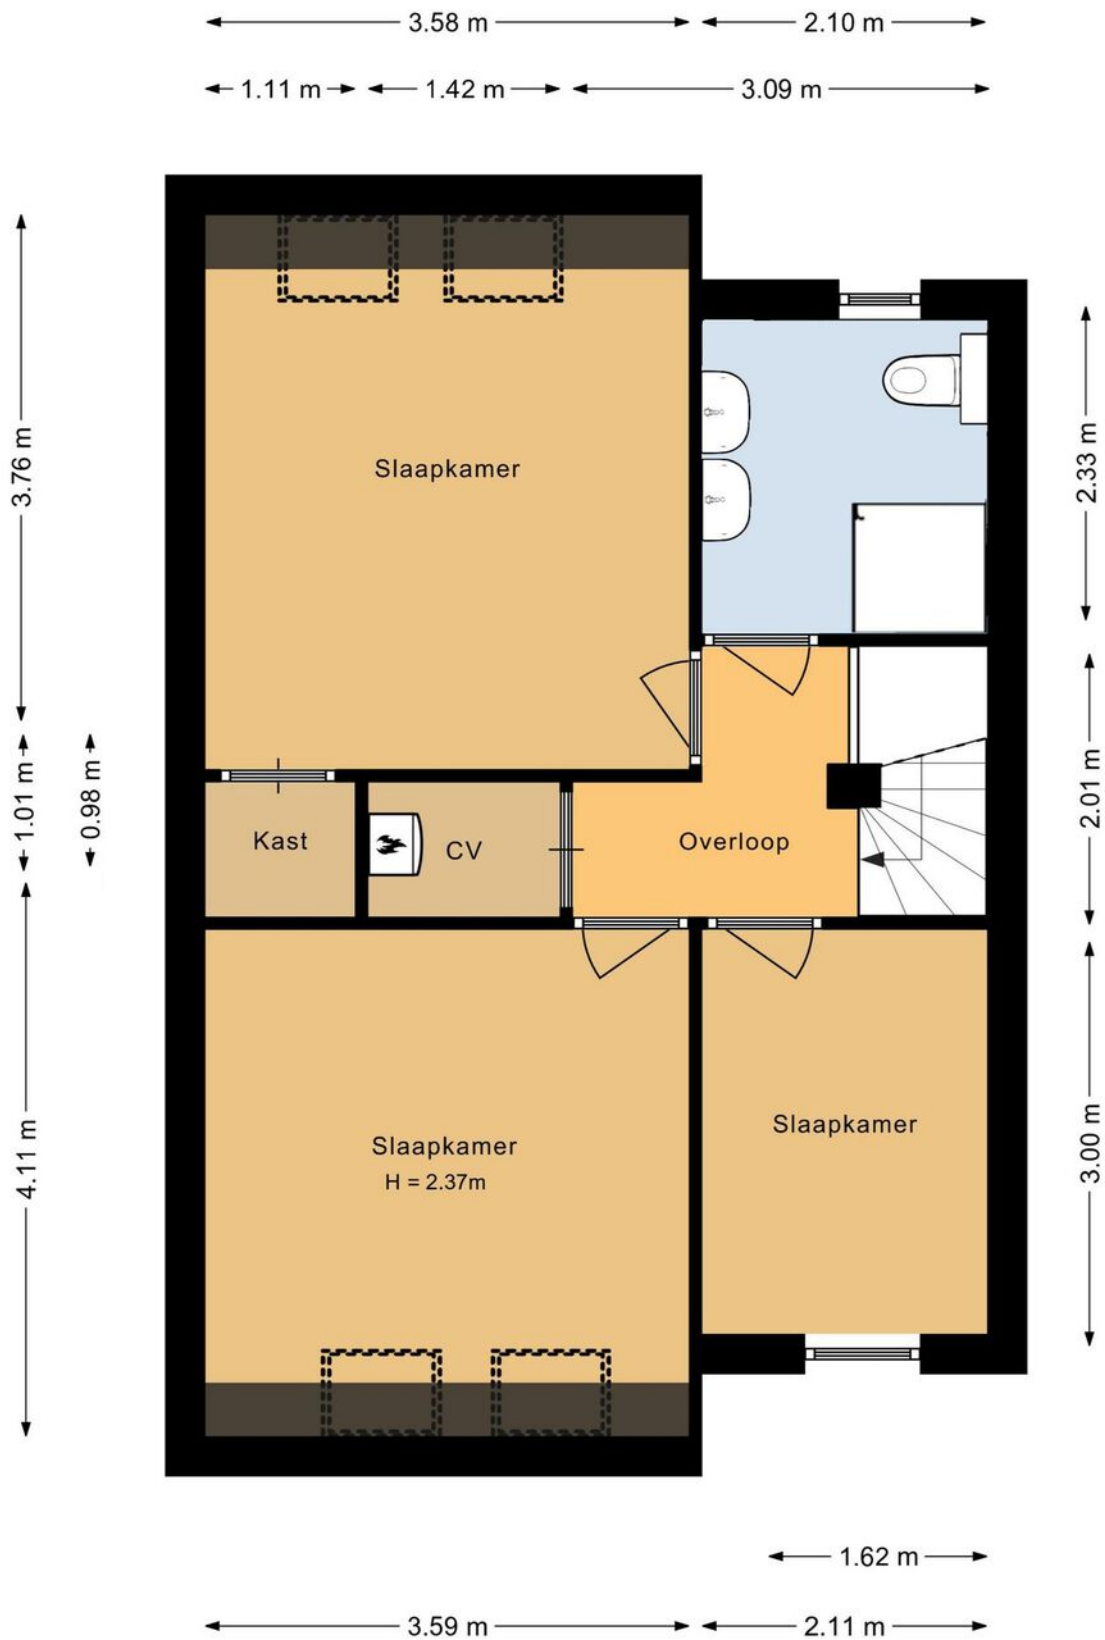 3.58 m
2.10 m
1.11 m
1.42 m
3.09 m
3.76 m
2.33 m
Slaapkamer
1.01 m
0.98 m
2.01 m
Kast
CV
Overloop
4.11 m
3.00 m
Slaapkamer
Slaapkamer
H = 2.37m
1.62 m
3.59 m
2.11 m